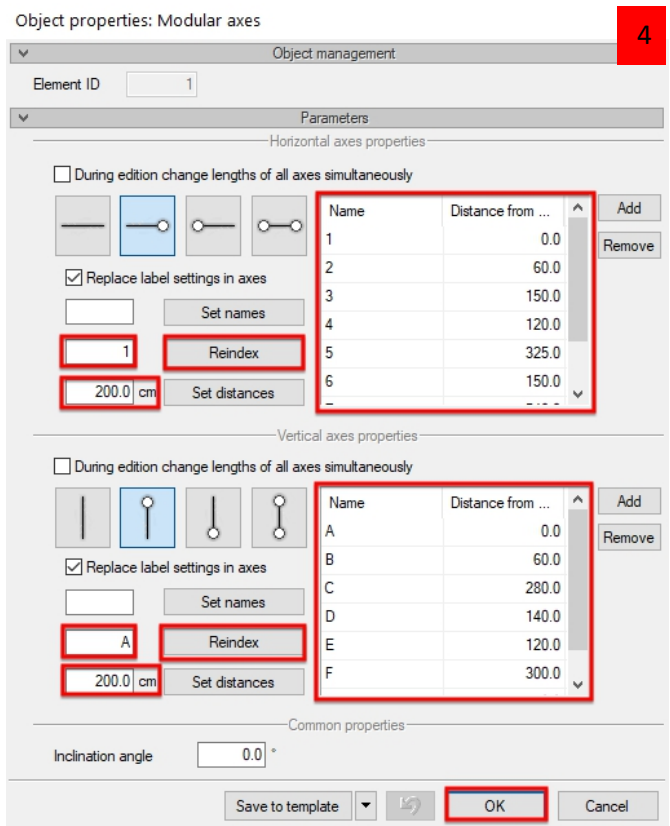 Object properties: Modular axes
4
Object management
Element ID 1
Parameters
Horizontal axes properties
During edition change lengths of all axes simultaneously
Replace label settings in axes
Set names
1 Reindex
200.0 cm Set distances
Name Distance from ...
1 0.0
2 60.0
3 150.0
4 120.0
5 325.0
6 150.0
Add
Remove
Vertical axes properties
During edition change lengths of all axes simultaneously
Replace label settings in axes
Set names
A Reindex
200.0 cm Set distances
Name Distance from ...
A 0.0
B 60.0
C 280.0
D 140.0
E 120.0
F 300.0
Add
Remove
Common properties
Inclination angle 0.0 °
Save to template OK Cancel